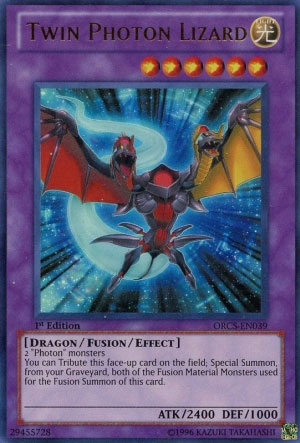 TWIN PHOTON LIZARD
LIGHT
光
1st Edition
ORCS-EN039
[DRAGON / FUSION / EFFECT]
2 "Photon" monsters
You can Tribute this face-up card on the field; Special Summon,
from your Graveyard, both of the Fusion Material Monsters used
for the Fusion Summon of this card.
ATK/2400 DEF/1000
29455728
©1996 KAZUKI TAKAHASHI